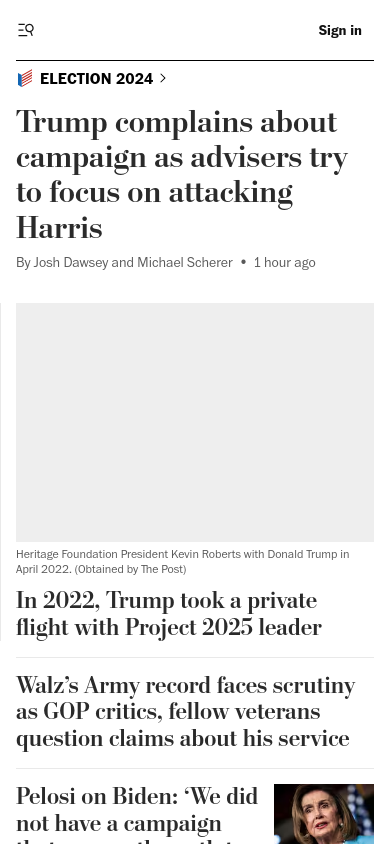 Sign in
ELECTION 2024
Trump complains about
campaign as advisers try
to focus on attacking
Harris
By Josh Dawsey and Michael Scherer • 1 hour ago
Heritage Foundation President Kevin Roberts with Donald Trump in
April 2022. (Obtained by The Post)
In 2022, Trump took a private
flight with Project 2025 leader
Walz’s Army record faces scrutiny
as GOP critics, fellow veterans
question claims about his service
Pelosi on Biden: ‘We did
not have a campaign